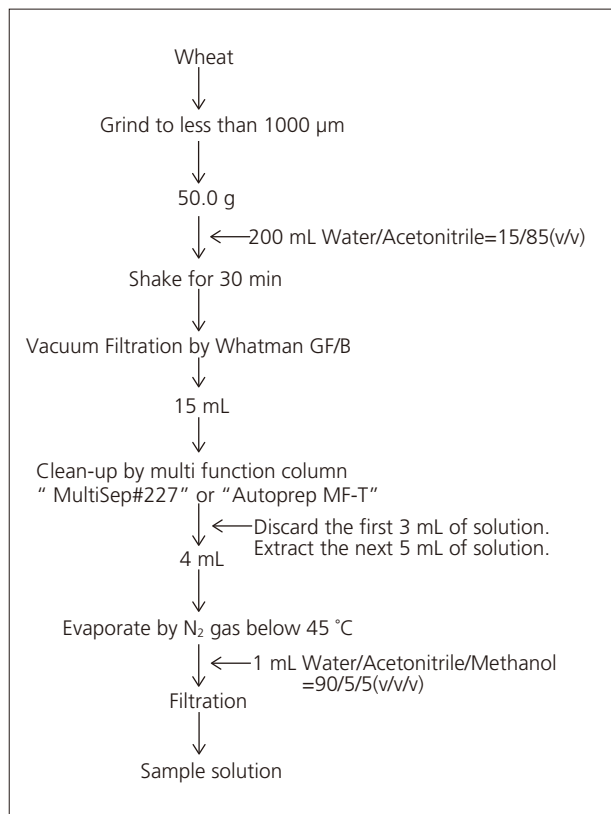 Wheat
Grind to less than 1000 µm
50.0 g
200 mL Water/Acetonitrile=15/85(v/v)
Shake for 30 min
Vacuum Filtration by Whatman GF/B
15 mL
Clean-up by multi function column
“ MultiSep#227” or “Autoprep MF-T”
Discard the first 3 mL of solution.
Extract the next 5 mL of solution.
4 mL
Evaporate by N₂ gas below 45 ˚C
1 mL Water/Acetonitrile/Methanol
=90/5/5(v/v/v)
Filtration
Sample solution